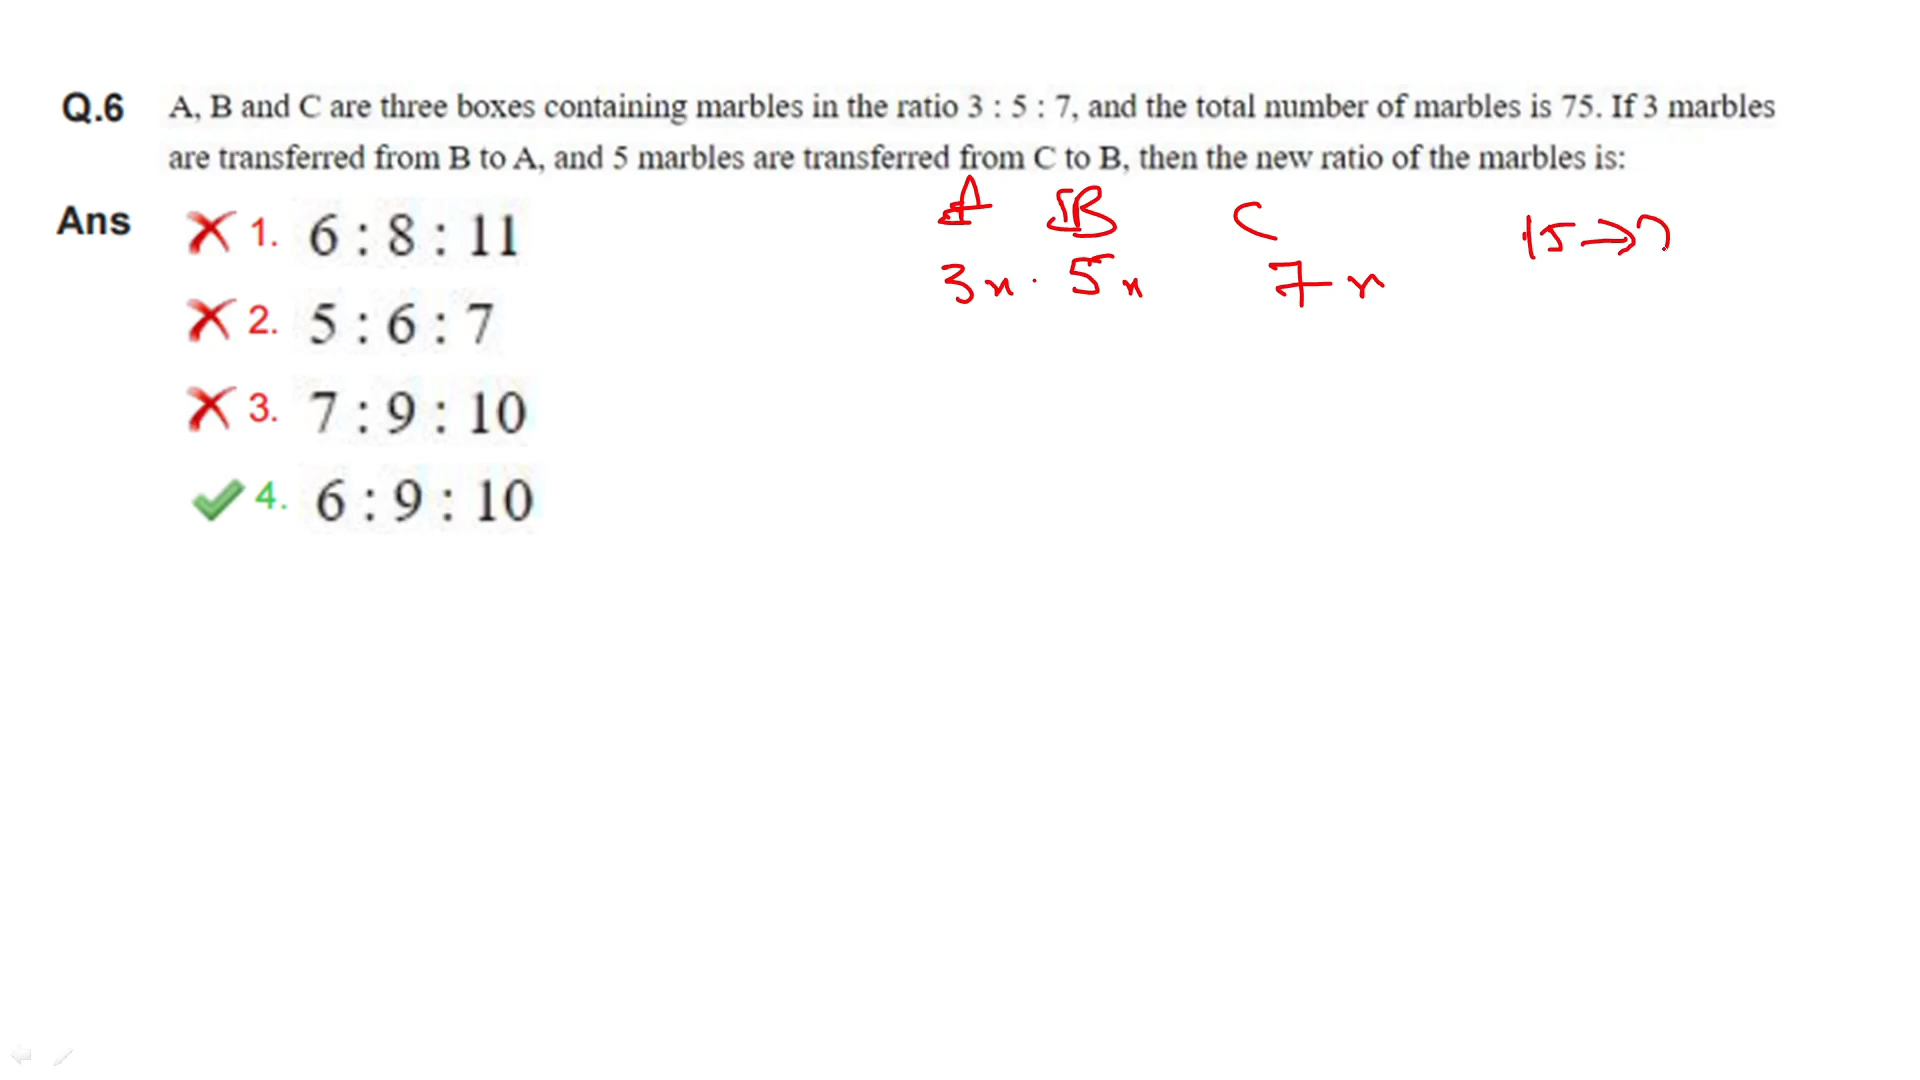 Q.6 A, B and C are three boxes containing marbles in the ratio 3 : 5 : 7, and the total number of marbles is 75. If 3 marbles
are transferred from B to A, and 5 marbles are transferred from C to B, then the new ratio of the marbles is:
A B C
15→7
Ans 1. 6 : 8 : 11
3x 5x 7x
2. 5 : 6 : 7
3. 7 : 9 : 10
4. 6 : 9 : 10